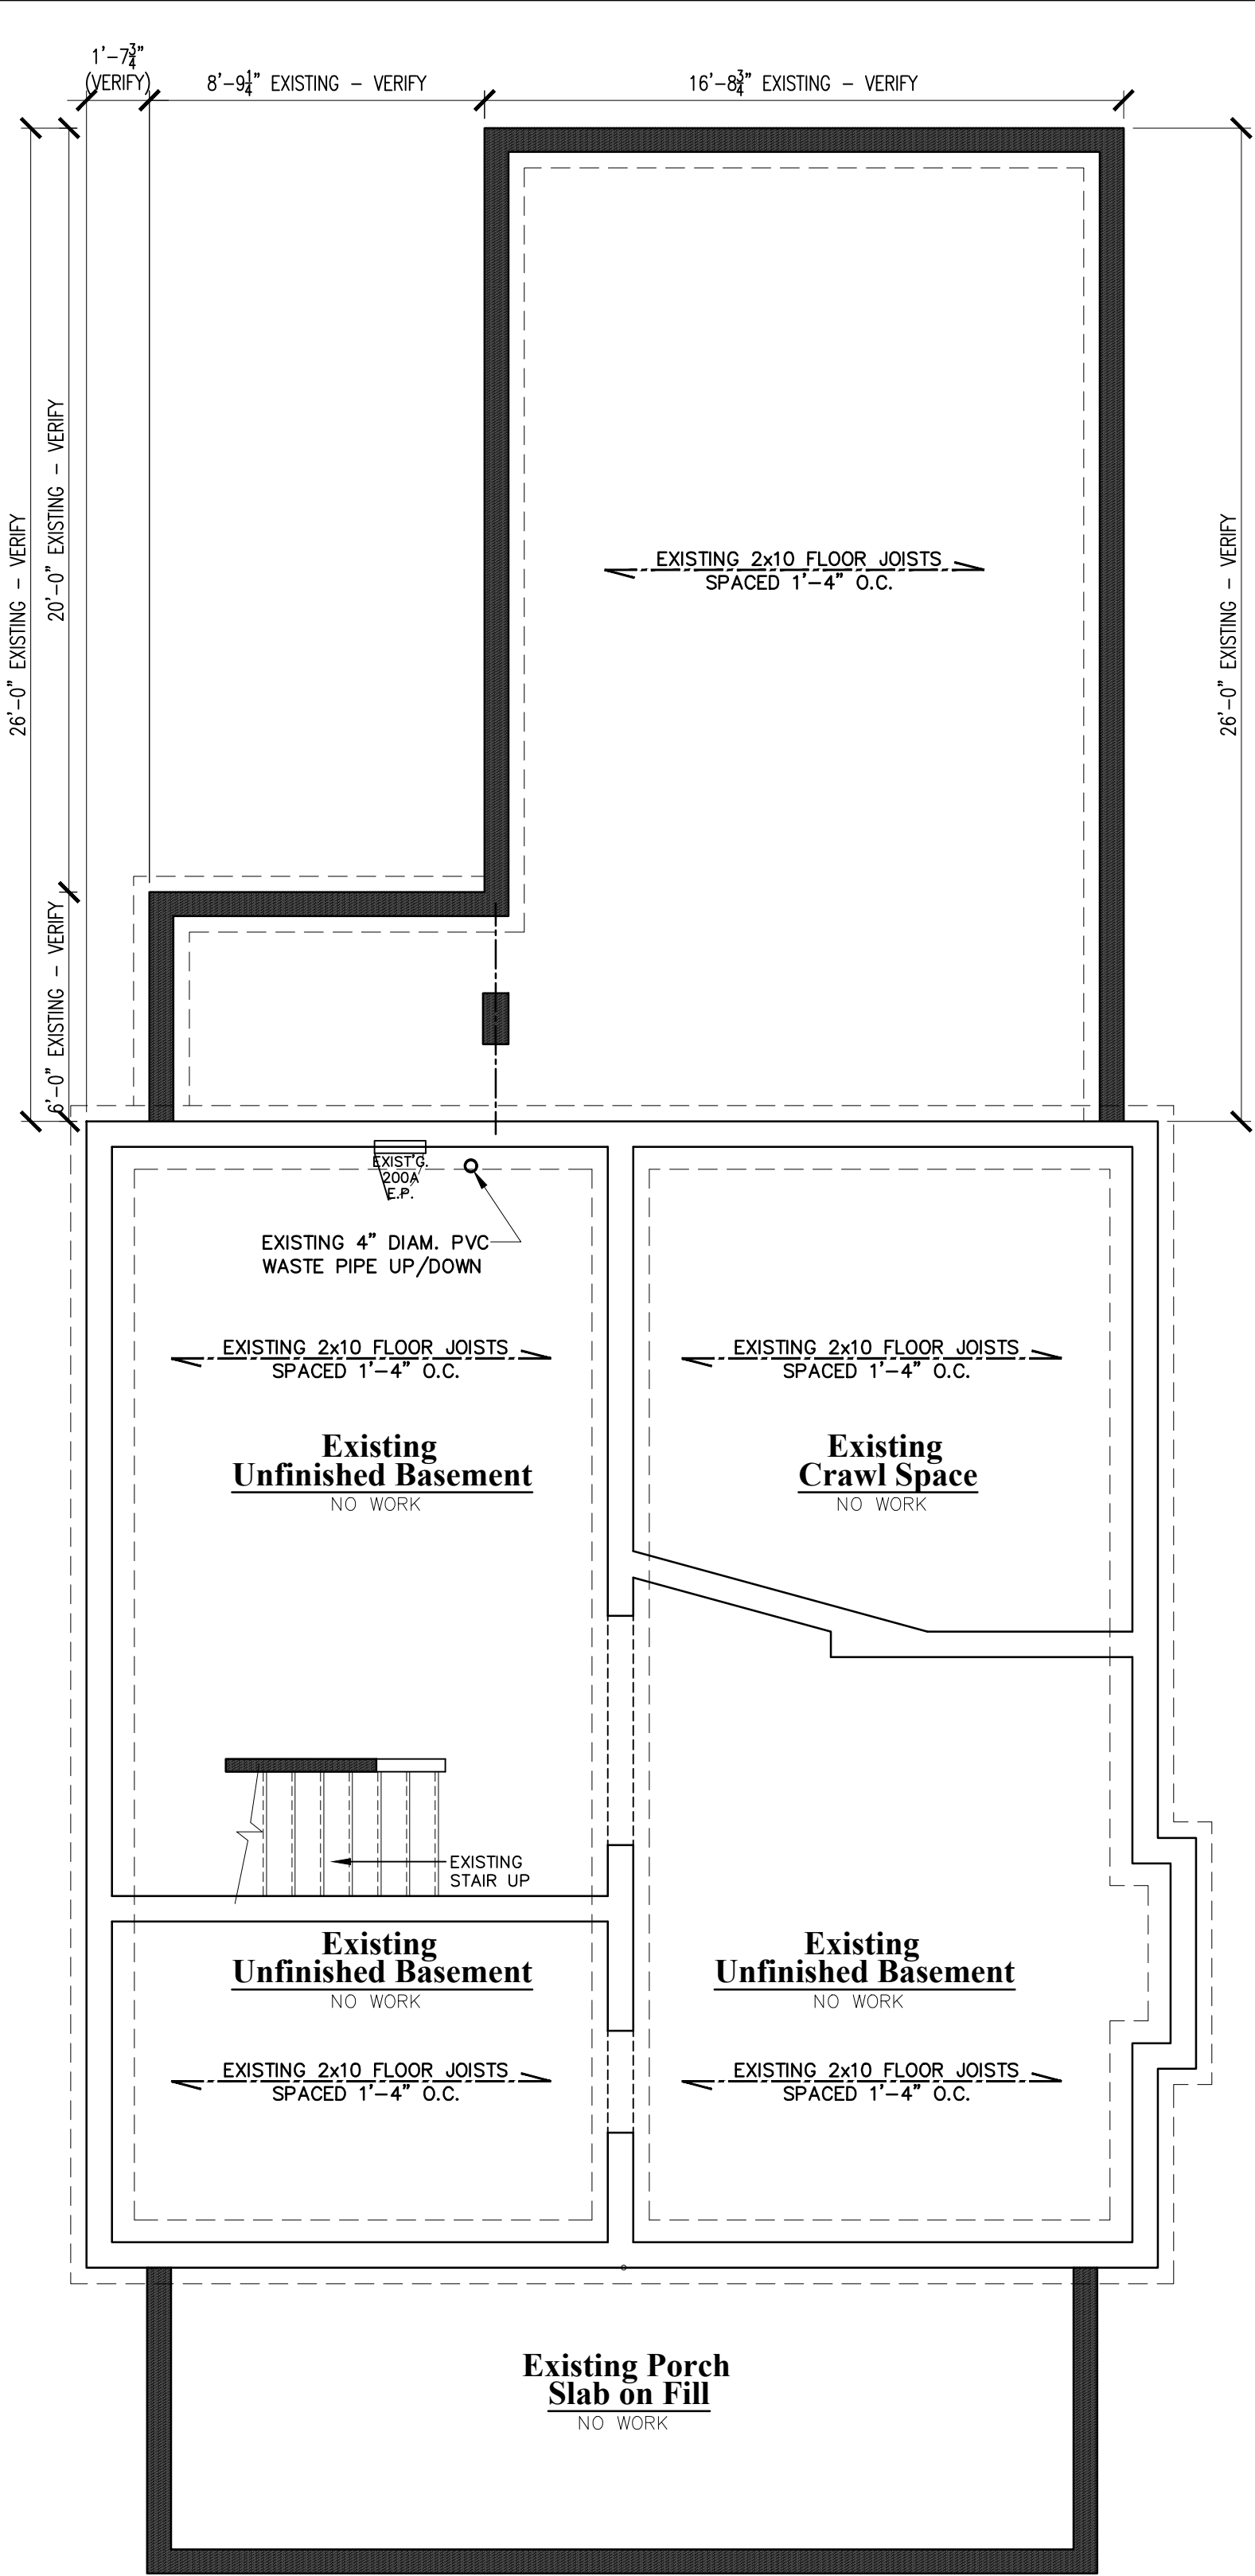 1'-7¾"
(VERIFY)
8'-9¼" EXISTING - VERIFY
16'-8¾" EXISTING - VERIFY
26'-0" EXISTING - VERIFY
20'-0" EXISTING - VERIFY
6'-0" EXISTING - VERIFY
26'-0" EXISTING - VERIFY
EXISTING 2x10 FLOOR JOISTS
SPACED 1'-4" O.C.
EXIST'G.
200A
E.P.
EXISTING 4" DIAM. PVC
WASTE PIPE UP/DOWN
EXISTING 2x10 FLOOR JOISTS
SPACED 1'-4" O.C.
EXISTING 2x10 FLOOR JOISTS
SPACED 1'-4" O.C.
Existing
Unfinished Basement
NO WORK
Existing
Crawl Space
NO WORK
EXISTING
STAIR UP
Existing
Unfinished Basement
NO WORK
Existing
Unfinished Basement
NO WORK
EXISTING 2x10 FLOOR JOISTS
SPACED 1'-4" O.C.
EXISTING 2x10 FLOOR JOISTS
SPACED 1'-4" O.C.
Existing Porch
Slab on Fill
NO WORK